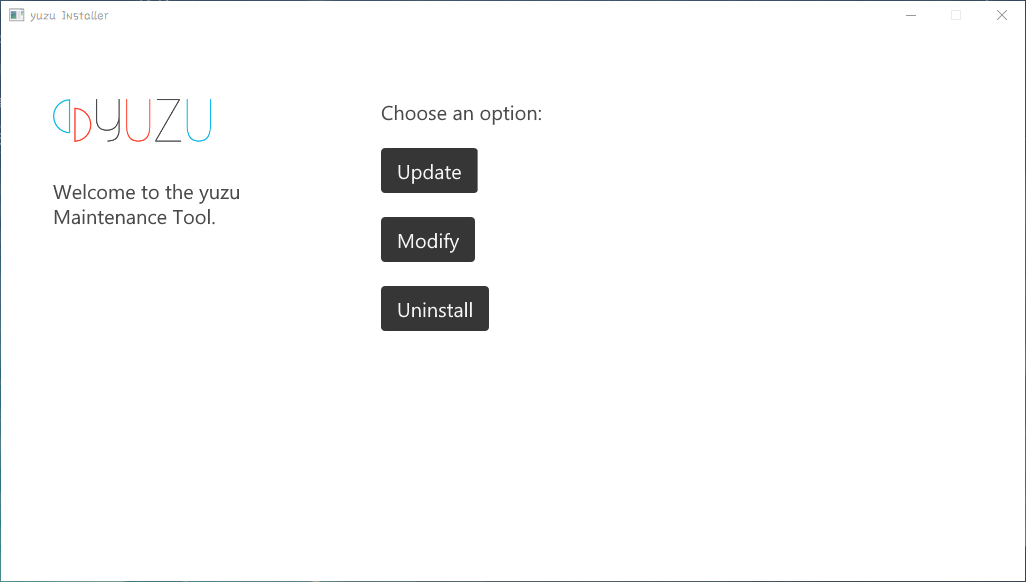 yuzu Installer
YUZU
Welcome to the yuzu
Maintenance Tool.
Choose an option:
Update
Modify
Uninstall